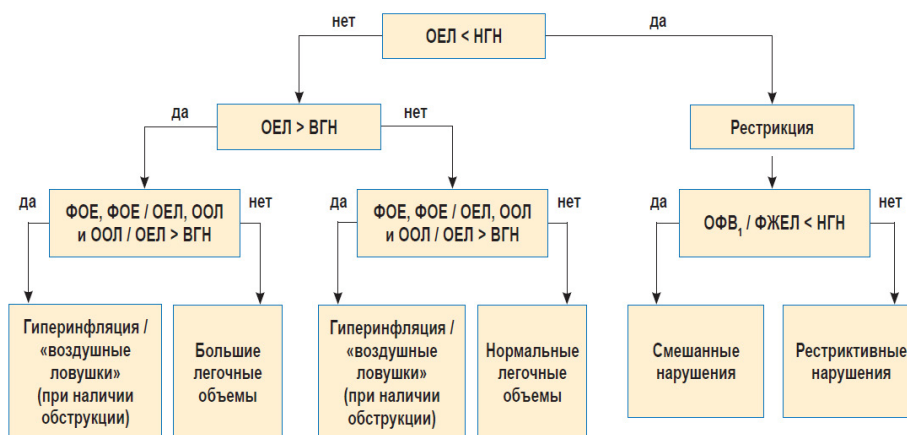 нет
ОЕЛ < НГН
да
да
ОЕЛ > ВГН
нет
Рестрикция
да
ФОЕ, ФОЕ / ОЕЛ, ООЛ
и ООЛ / ОЕЛ > ВГН
нет
да
ФОЕ, ФОЕ / ОЕЛ, ООЛ
и ООЛ / ОЕЛ > ВГН
нет
да
ОФВ₁ / ФЖЕЛ < НГН
нет
Гиперинфляция /
«воздушные
ловушки»
(при наличии
обструкции)
Большие
легочные
объемы
Гиперинфляция /
«воздушные
ловушки»
(при наличии
обструкции)
Нормальные
легочные
объемы
Смешанные
нарушения
Рестриктивные
нарушения